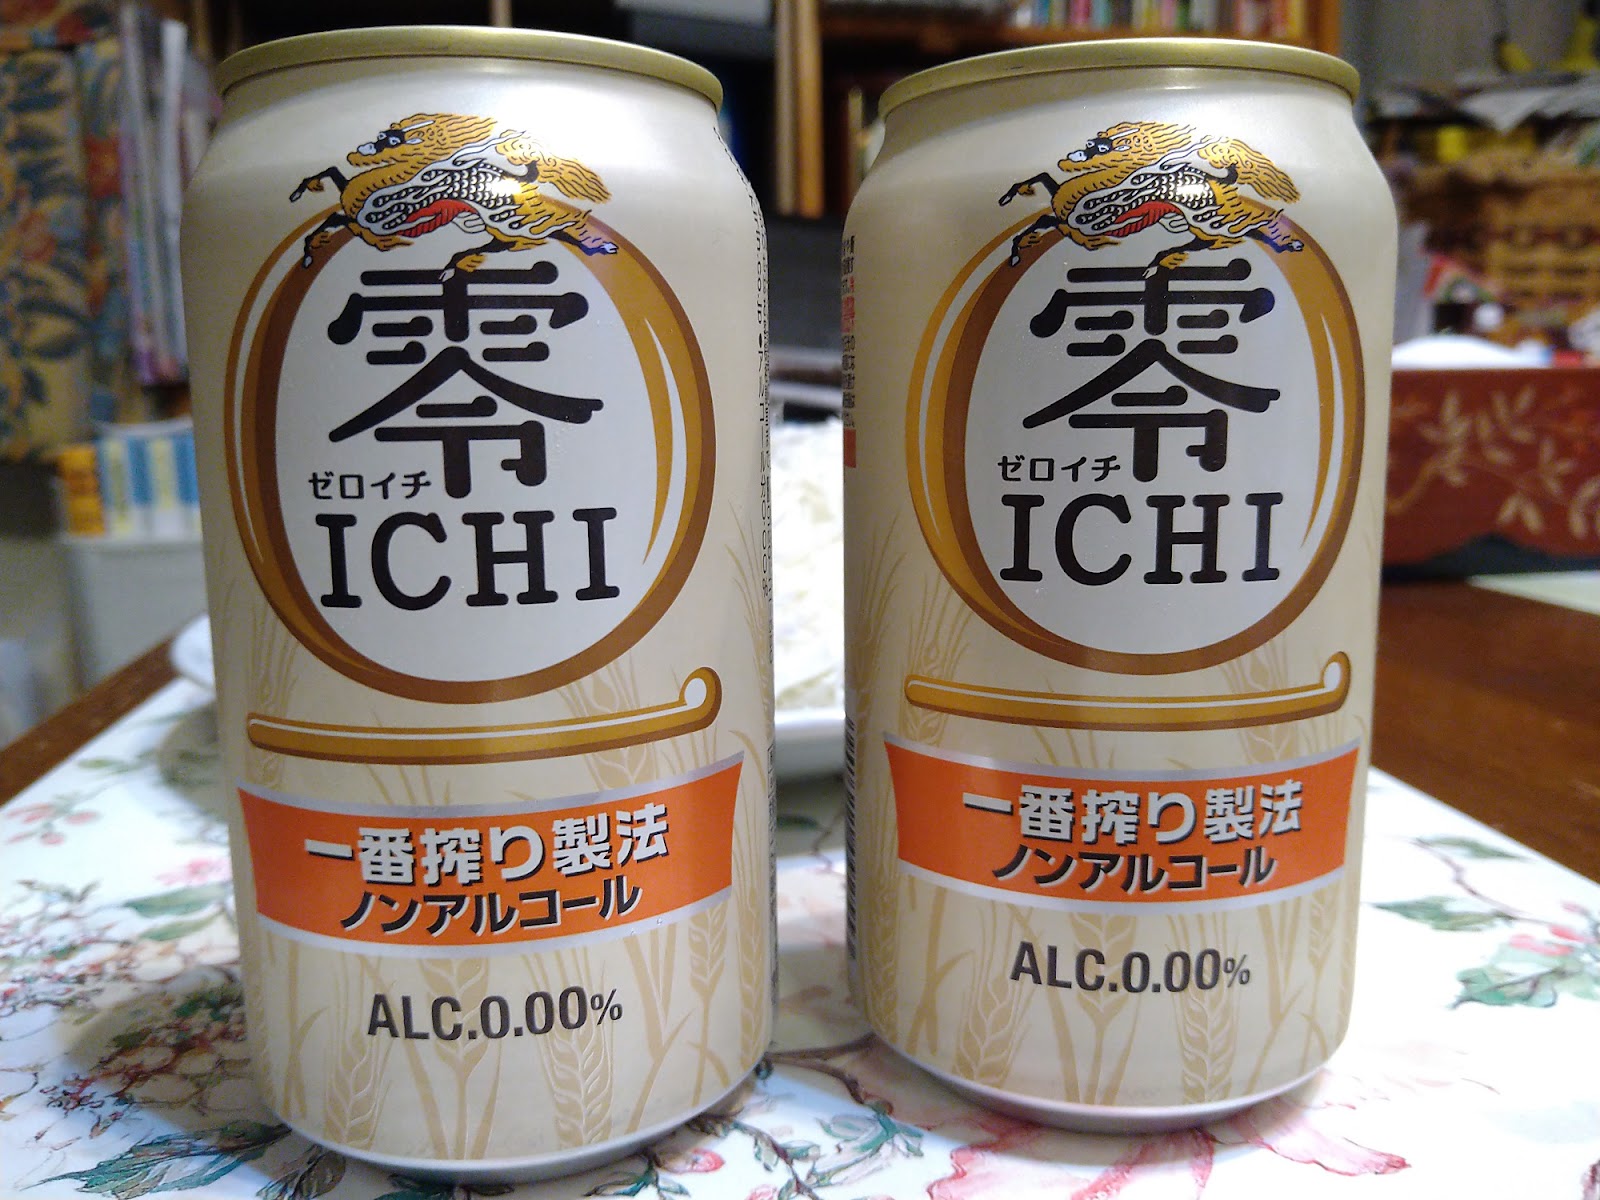 零
ゼロイチ
ICHI
一番搾り製法
ノンアルコール
ALC.0.00%
零
ゼロイチ
ICHI
一番搾り製法
ノンアルコール
ALC.0.00%